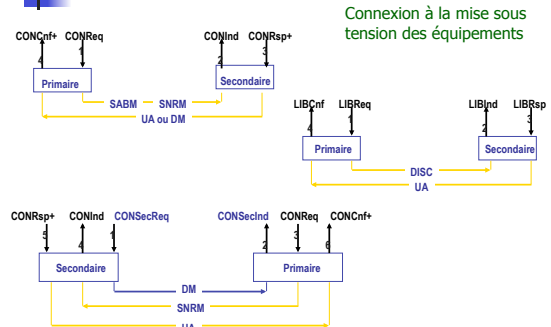 Connexion à la mise sous
tension des équipements
CONCnf+ CONReq
4 1
Primaire
CONInd CONRsp+
2 3
Secondaire
SABM SNRM
UA ou DM
LIBCnf LIBReq
4 1
Primaire
LIBInd LIBRsp
2 3
Secondaire
DISC
UA
CONRsp+ CONInd CONSecReq
5 4 1
Secondaire
CONSecInd CONReq CONCnf+
2 3 6
Primaire
DM
SNRM
UA